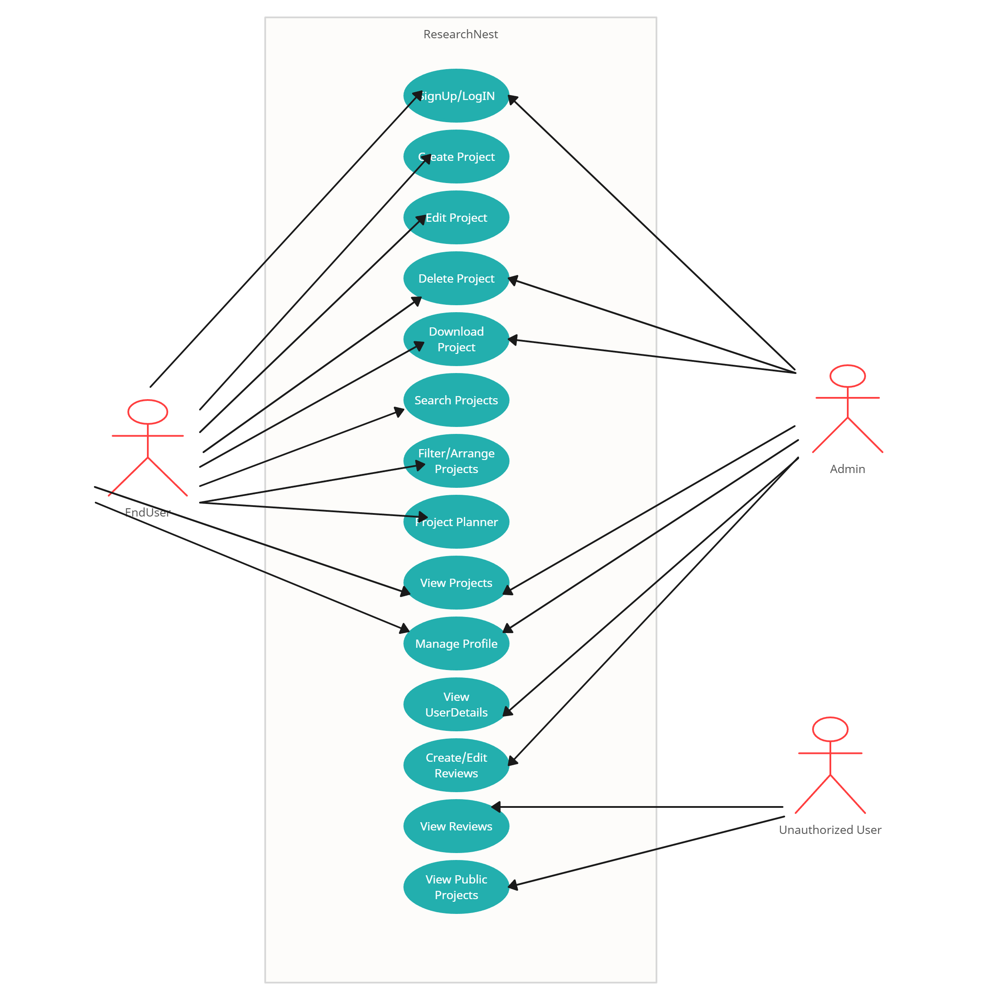 ResearchNest
SignUp/LogIN
Create Project
Edit Project
Delete Project
Download
Project
Search Projects
Filter/Arrange
Projects
Project Planner
View Projects
Manage Profile
View
UserDetails
Create/Edit
Reviews
View Reviews
View Public
Projects
EndUser
Admin
Unauthorized User